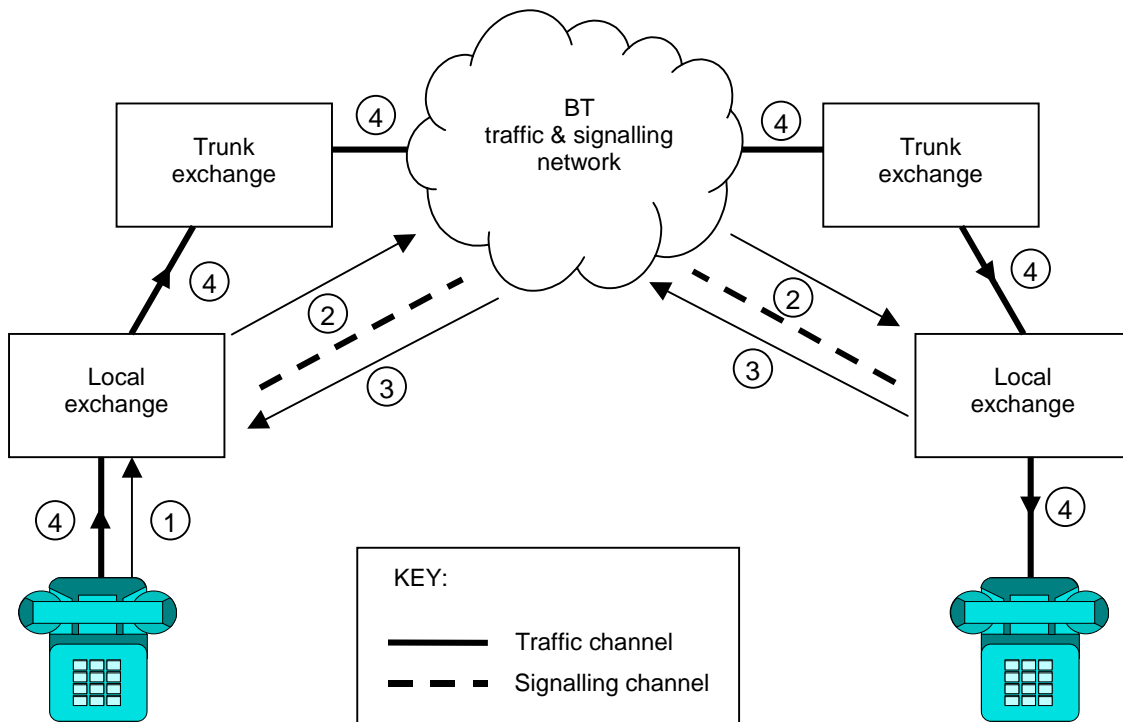 BT
traffic & signalling
network
4
4
Trunk
exchange
Trunk
exchange
4
4
2
2
3
3
Local
exchange
Local
exchange
4
1
4
KEY:
Traffic channel
Signalling channel